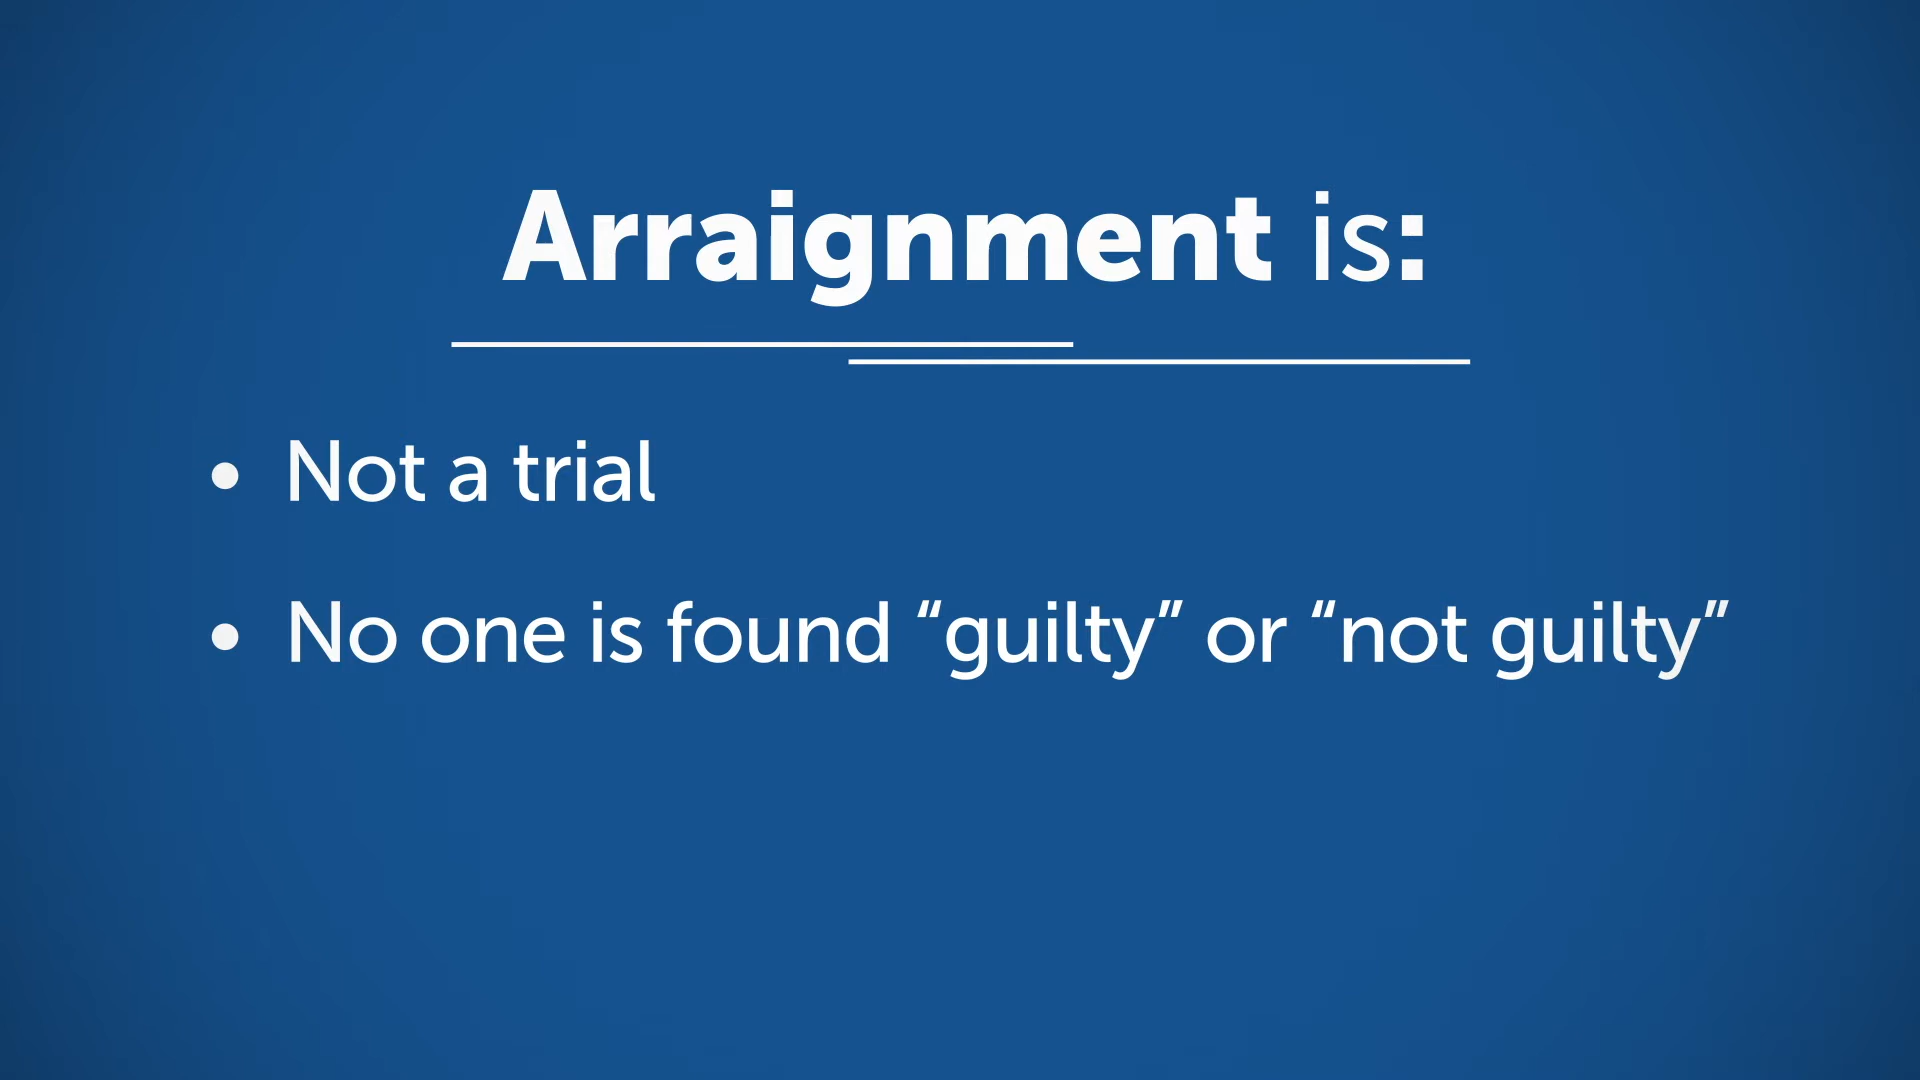 Arraignment is:
• Not a trial
• No one is found “guilty” or “not guilty”